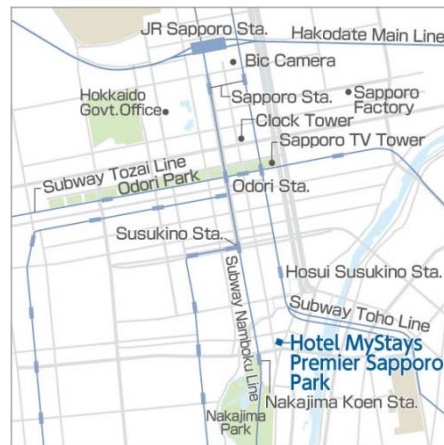 JR Sapporo Sta.
Hakodate Main Line
Bic Camera
Hokkaido
Govt. Office
Sapporo Sta.
Sapporo
Factory
Clock Tower
Sapporo TV Tower
Subway Tozai Line
Odori Park
Odori Sta.
Susukino Sta.
Subway Namboku Line
Hosui Susukino Sta.
Subway Toho Line
Hotel MyStays
Premier Sapporo
Park
Nakajima Koen Sta.
Nakajima
Park